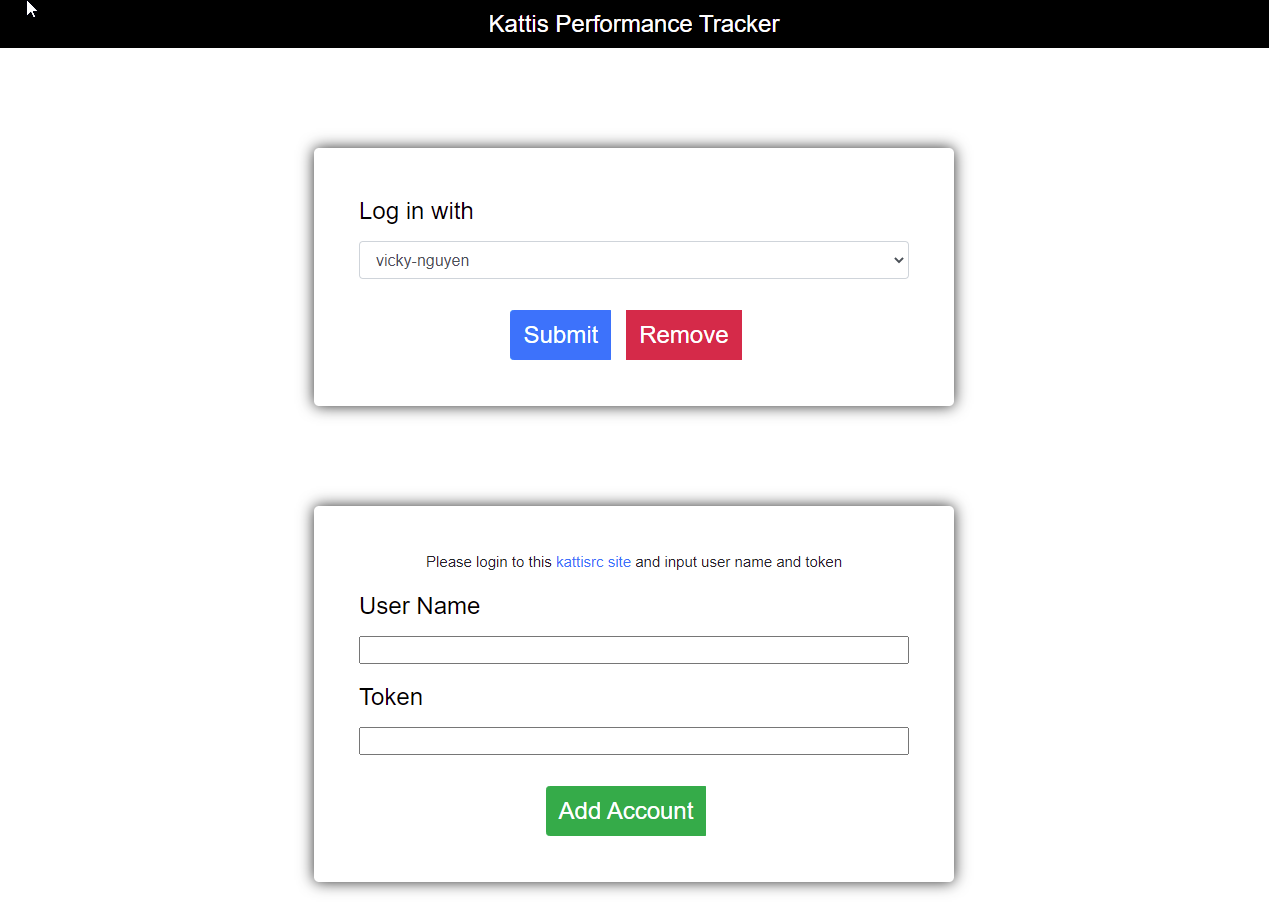 Kattis Performance Tracker
Log in with
vicky-nguyen
Submit Remove
Please login to this kattisrc site and input user name and token
User Name
Token
Add Account